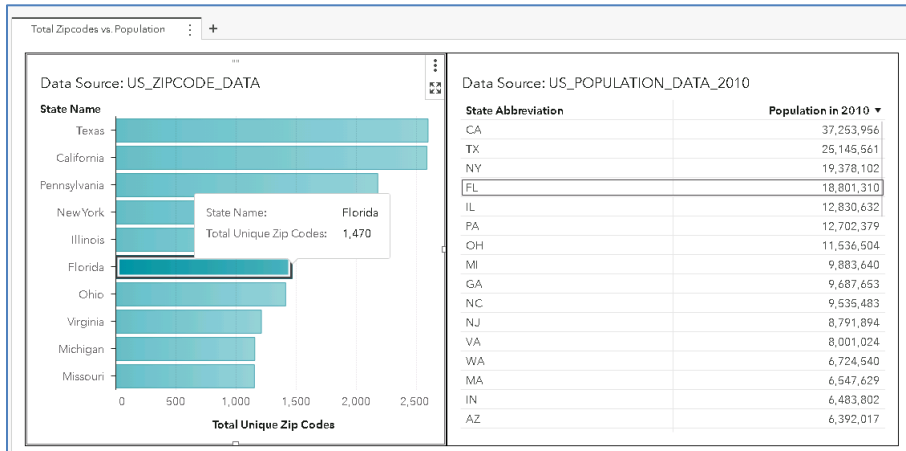 Total Zipcodes vs. Population
Data Source: US_ZIPCODE_DATA
State Name
Texas
California
Pennsylvania
New York
Illinois
Florida
Ohio
Virginia
Michigan
Missouri
0 500 1,000 1,500 2,000 2,500
Total Unique Zip Codes
State Name: Florida
Total Unique Zip Codes: 1,470
Data Source: US_POPULATION_DATA_2010
State Abbreviation Population in 2010
CA 37,253,956
TX 25,145,561
NY 19,378,102
FL 18,801,310
IL 12,830,632
PA 12,702,379
OH 11,536,504
MI 9,883,640
GA 9,687,653
NC 9,535,483
NJ 8,791,894
VA 8,001,024
WA 6,724,540
MA 6,547,629
IN 6,483,802
AZ 6,392,017